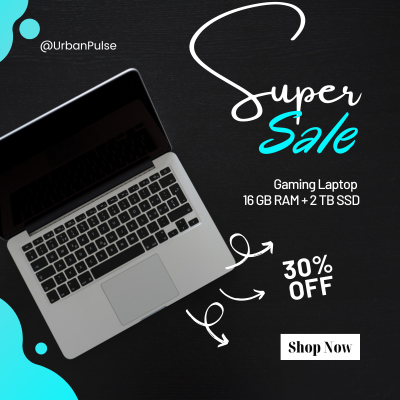 @UrbanPulse
Super
Sale
Gaming Laptop
16 GB RAM + 2 TB SSD
30%
OFF
Shop Now